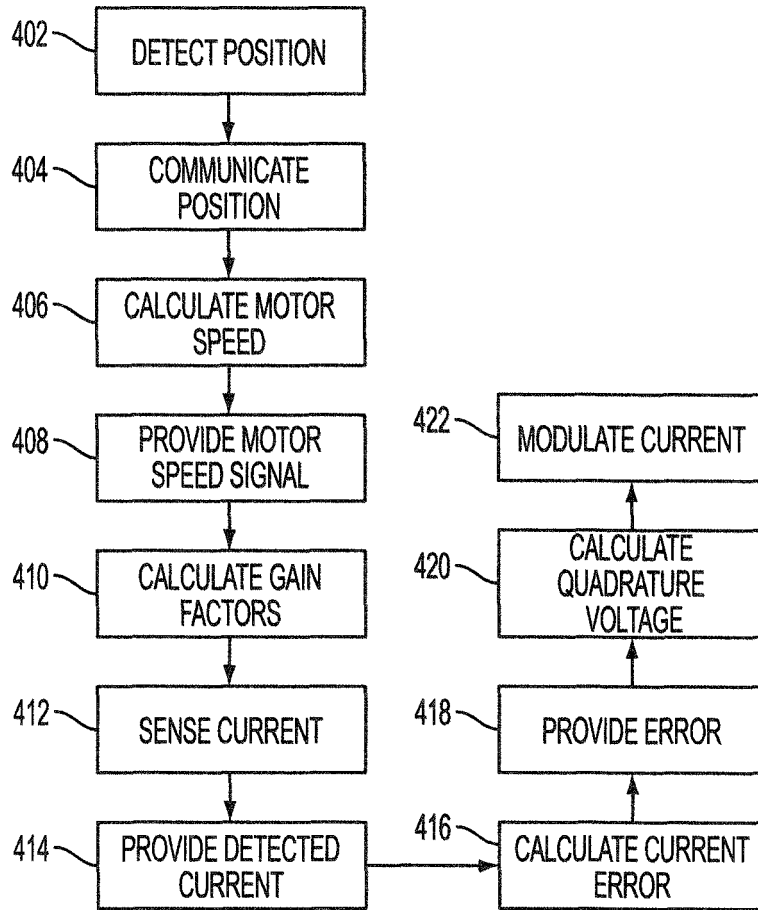 402
DETECT POSITION
404
COMMUNICATE
POSITION
406
CALCULATE MOTOR
SPEED
408
PROVIDE MOTOR
SPEED SIGNAL
410
CALCULATE GAIN
FACTORS
412
SENSE CURRENT
414
PROVIDE DETECTED
CURRENT
416
CALCULATE CURRENT
ERROR
418
PROVIDE ERROR
420
CALCULATE
QUADRATURE
VOLTAGE
422
MODULATE CURRENT